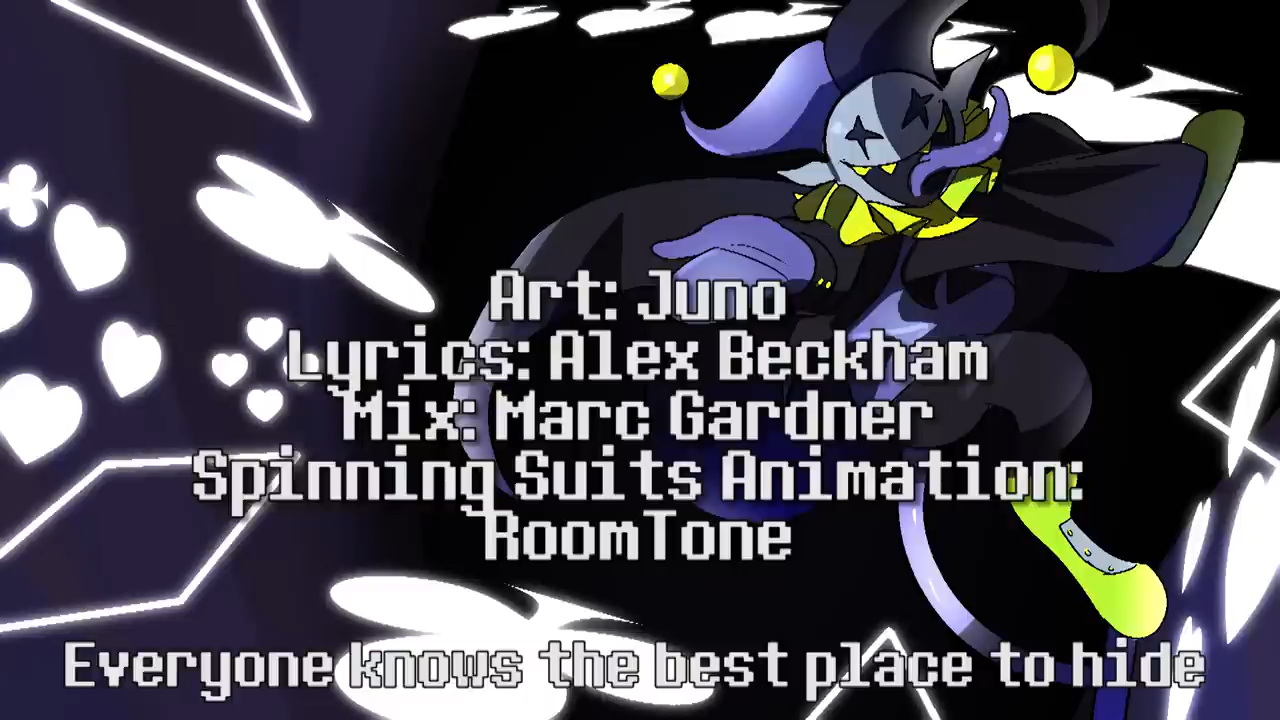 Art: Juno
Lyrics: Alex Beckham
Mix: Marc Gardner
Spinning Suits Animation:
RoomTone
Everyone knows the best place to hide